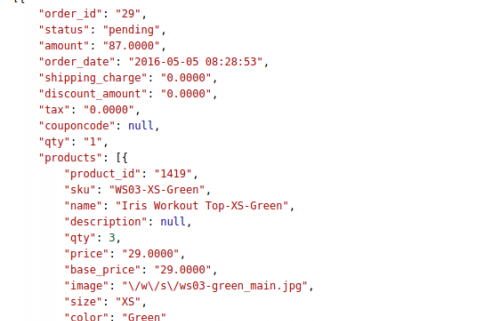 [{
"order_id": "29",
"status": "pending",
"amount": "87.0000",
"order_date": "2016-05-05 08:28:53",
"shipping_charge": "0.0000",
"discount_amount": "0.0000",
"tax": "0.0000",
"couponcode": null,
"qty": "1",
"products": [{
"product_id": "1419",
"sku": "WS03-XS-Green",
"name": "Iris Workout Top-XS-Green",
"description": null,
"qty": 3,
"price": "29.0000",
"base_price": "29.0000",
"image": "\/w\/s\/ws03-green_main.jpg",
"size": "XS",
"color": "Green"